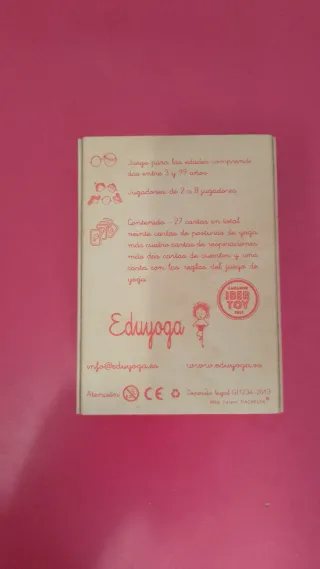 Juego para las edades comprendi
das entre 3 y 99 años
Jugadores de 2 a 8 jugadores
Contenido - 27 cartas en total
veinte cartas de posturas de yoga
más cuatro cartas de respiraciones
más dos cartas de cuentos y una
carta con las reglas del juego de
yoga
IBER
TOY
Eduyoga
info@eduyoga.es
www.eduyoga.es
Atención
CE
Depósito legal